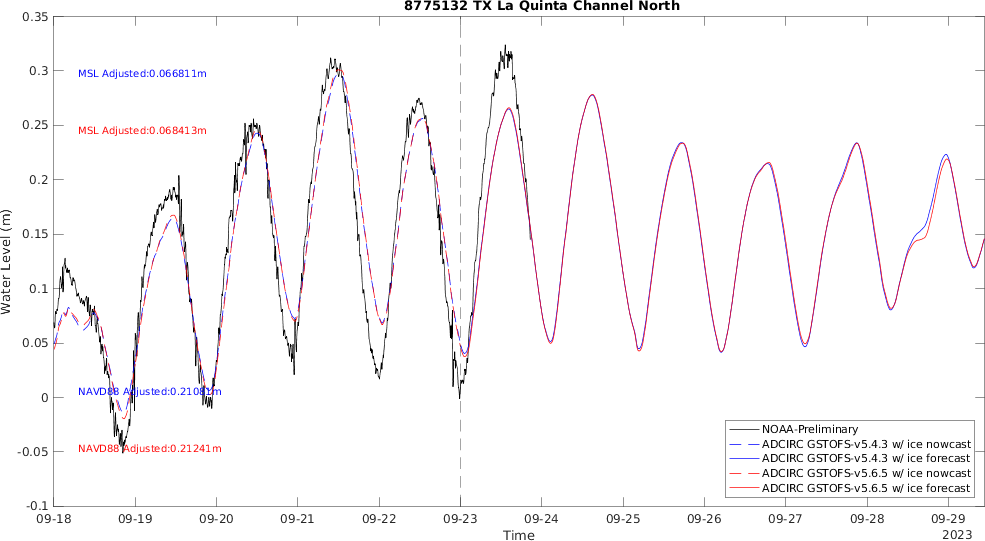 8775132 TX La Quinta Channel North
0.35
0.3
0.25
0.2
0.15
0.1
0.05
0
-0.05
-0.1
Water Level (m)
MSL Adjusted:0.066811m
MSL Adjusted:0.068413m
NAVD88 Adjusted:0.21081m
NAVD88 Adjusted:0.21241m
NOAA-Preliminary
ADCIRC GSTOFS-v5.4.3 w/ ice nowcast
ADCIRC GSTOFS-v5.4.3 w/ ice forecast
ADCIRC GSTOFS-v5.6.5 w/ ice nowcast
ADCIRC GSTOFS-v5.6.5 w/ ice forecast
09-18 09-19 09-20 09-21 09-22 09-23 09-24 09-25 09-26 09-27 09-28 09-29
Time
2023